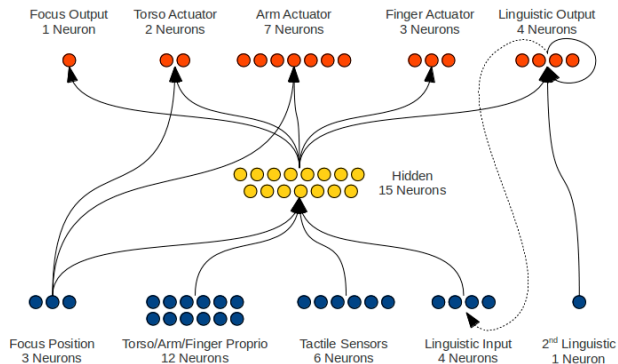 Focus Output
1 Neuron
Torso Actuator
2 Neurons
Arm Actuator
7 Neurons
Finger Actuator
3 Neurons
Linguistic Output
4 Neurons
Hidden
15 Neurons
Focus Position
3 Neurons
Torso/Arm/Finger Proprio
12 Neurons
Tactile Sensors
6 Neurons
Linguistic Input
4 Neurons
2nd Linguistic
1 Neuron